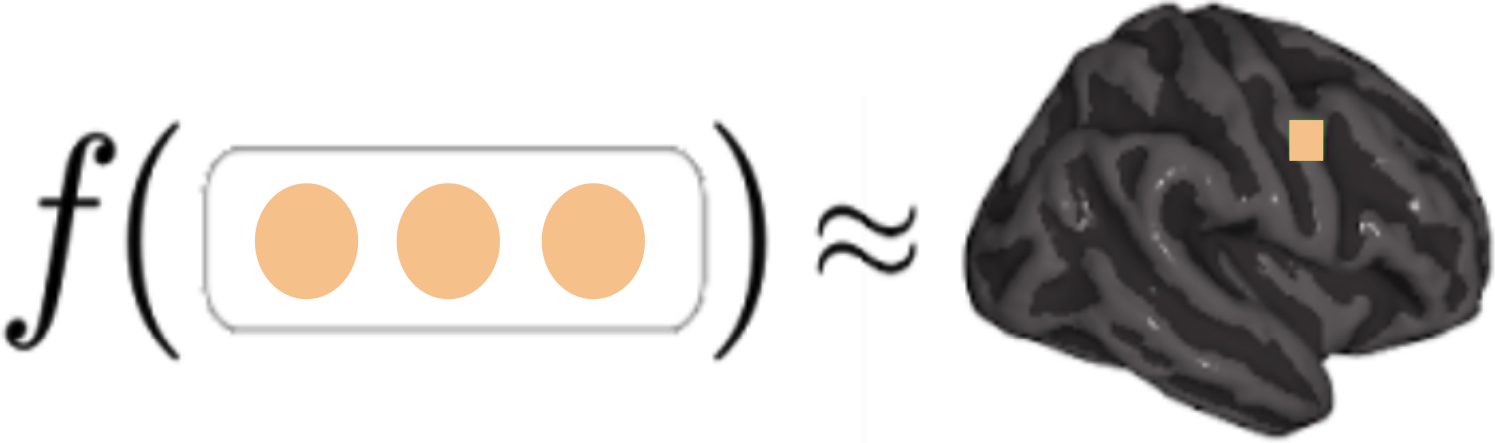 f( ) ≈